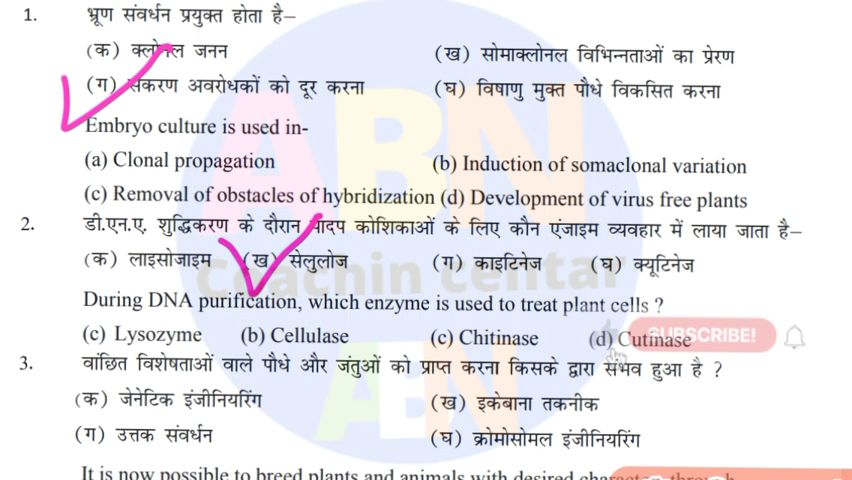 1. भ्रूण संवर्धन प्रयुक्त होता है–
(क) क्लोनल जनन (ख) सोमाक्लोनल विभिन्नताओं का प्रेरण
(ग) संकरण अवरोधकों को दूर करना (घ) विषाणु मुक्त पौधे विकसित करना
Embryo culture is used in-
(a) Clonal propagation (b) Induction of somaclonal variation
(c) Removal of obstacles of hybridization (d) Development of virus free plants
2. डी.एन.ए. शुद्धिकरण के दौरान पादप कोशिकाओं के लिए कौन एंजाइम व्यवहार में लाया जाता है–
(क) लाइसोजाइम (ख) सेलुलोज (ग) काइटिनेज (घ) क्यूटिनेज
Coachin centar
During DNA purification, which enzyme is used to treat plant cells ?
(c) Lysozyme (b) Cellulase (c) Chitinase (d) Cutinase
SUBSCRIBE!
3. वांछित विशेषताओं वाले पौधे और जंतुओं को प्राप्त करना किसके द्वारा संभव हुआ है ?
(क) जेनेटिक इंजीनियरिंग (ख) इकेबाना तकनीक
(ग) उत्तक संवर्धन (घ) क्रोमोसोमल इंजीनियरिंग
It is now possible to breed plants and animals with desired
ABN
ABN